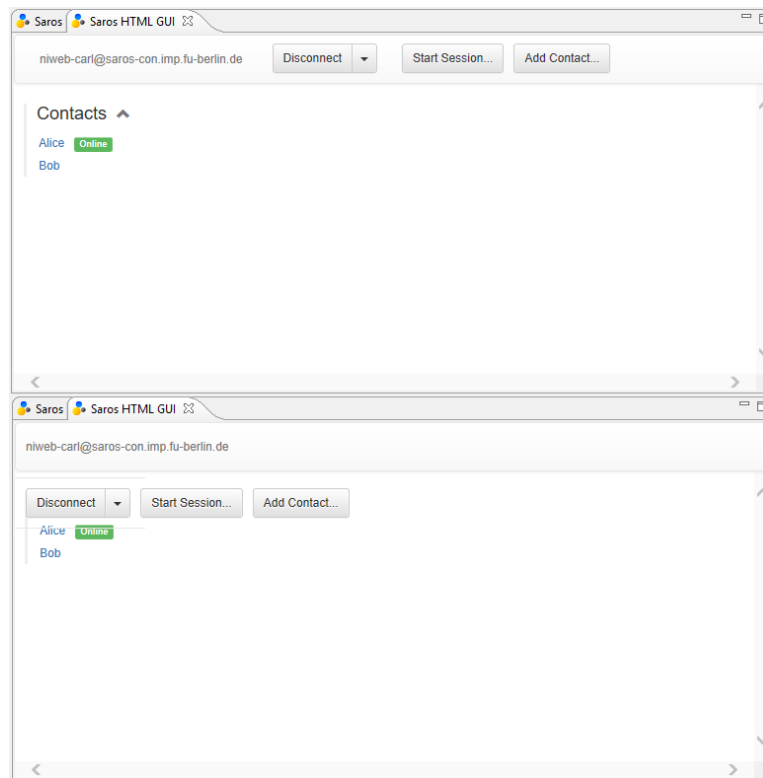 Saros Saros HTML GUI
niweb-carl@saros-con.imp.fu-berlin.de Disconnect Start Session... Add Contact...
Contacts
Alice Online
Bob
Saros Saros HTML GUI
niweb-carl@saros-con.imp.fu-berlin.de
Disconnect Start Session... Add Contact...
Alice Online
Bob